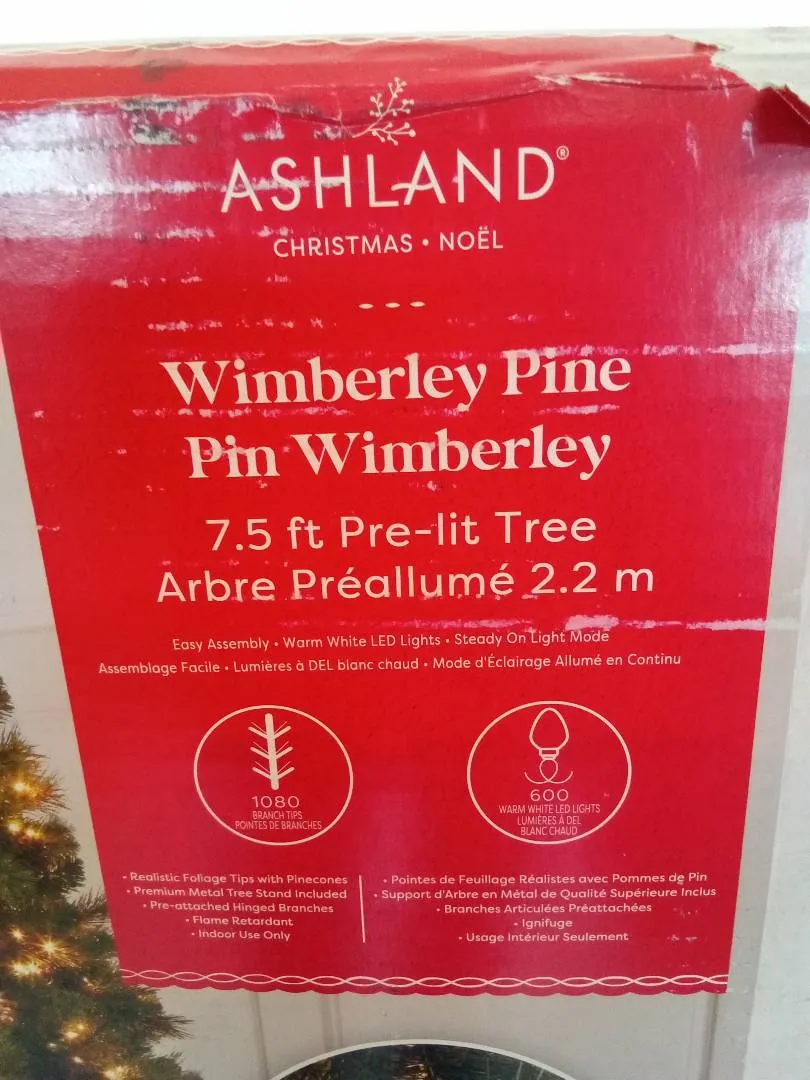 ASHLAND®
CHRISTMAS • NOËL
Wimberley Pine
Pin Wimberley
7.5 ft Pre-lit Tree
Arbre Préallumé 2.2 m
Easy Assembly • Warm White LED Lights • Steady On Light Mode
Assemblage Facile • Lumières à DEL blanc chaud • Mode d'Éclairage Allumé en Continu
1080
BRANCH TIPS
POINTES DE BRANCHES
600
WARM WHITE LED LIGHTS
LUMIÈRES À DEL
BLANC CHAUD
• Realistic Foliage Tips with Pinecones
• Premium Metal Tree Stand Included
• Pre-attached Hinged Branches
• Flame Retardant
• Indoor Use Only
• Pointes de Feuillage Réalistes avec Pommes de Pin
• Support d'Arbre en Métal de Qualité Supérieure Inclus
• Branches Articulées Préattachées
• Ignifuge
• Usage Intérieur Seulement